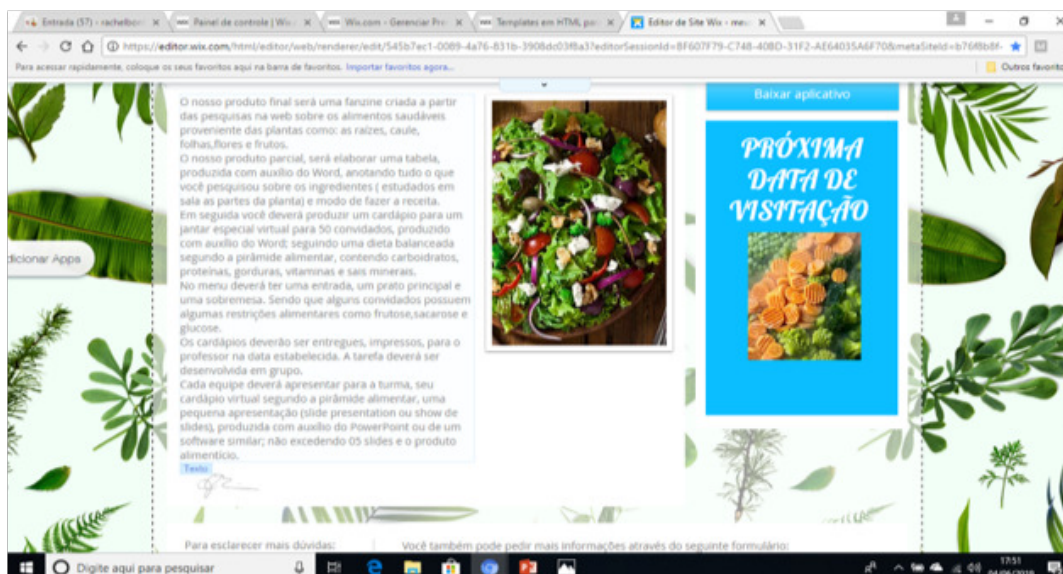 Entrada (57) - rachelbon
Painel de controle | Wix
Wix.com - Gerenciar Pro
Templates em HTML par
Editor de Site Wix - meu
https://editor.wix.com/html/editor/web/renderer/edit/545b7ec1-0089-4a76-831b-3908dc03f8a3?editorSessionId=BF607F79-C748-40BD-31F2-AE64035A6F70&metaSiteId=b76f8b8f-
Para acessar rapidamente, coloque os seus favoritos aqui na barra de favoritos. Importar favoritos agora...
Outros favorito
O nosso produto final será uma fanzine criada a partir
das pesquisas na web sobre os alimentos saudáveis
proveniente das plantas como: as raízes, caule,
folhas,flores e frutos.
O nosso produto parcial, será elaborar uma tabela,
produzida com auxílio do Word, anotando tudo o que
você pesquisou sobre os ingredientes ( estudados em
sala as partes da planta) e modo de fazer a receita.
Em seguida você deverá produzir um cardápio para um
jantar especial virtual para 50 convidados, produzido
com auxílio do Word; seguindo uma dieta balanceada
segundo a pirâmide alimentar, contendo carboidratos,
proteínas, gorduras, vitaminas e sais minerais.
No menu deverá ter uma entrada, um prato principal e
uma sobremesa. Sendo que alguns convidados possuem
algumas restrições alimentares como frutose,sacarose e
glucose.
Os cardápios deverão ser entregues, impressos, para o
professor na data estabelecida. A tarefa deverá ser
desenvolvida em grupo.
Cada equipe deverá apresentar para a turma, seu
cardápio virtual segundo a pirâmide alimentar, uma
pequena apresentação (slide presentation ou show de
slides), produzida com auxílio do PowerPoint ou de um
software similar; não excedendo 05 slides e o produto
alimentício.
Texto
dicionar Apps
Baixar aplicativo
PRÓXIMA
DATA DE
VISITAÇÃO
Para esclarecer mais dúvidas:
Você também pode pedir mais informações através do seguinte formulário:
Digite aqui para pesquisar
17:51
04/06/2019